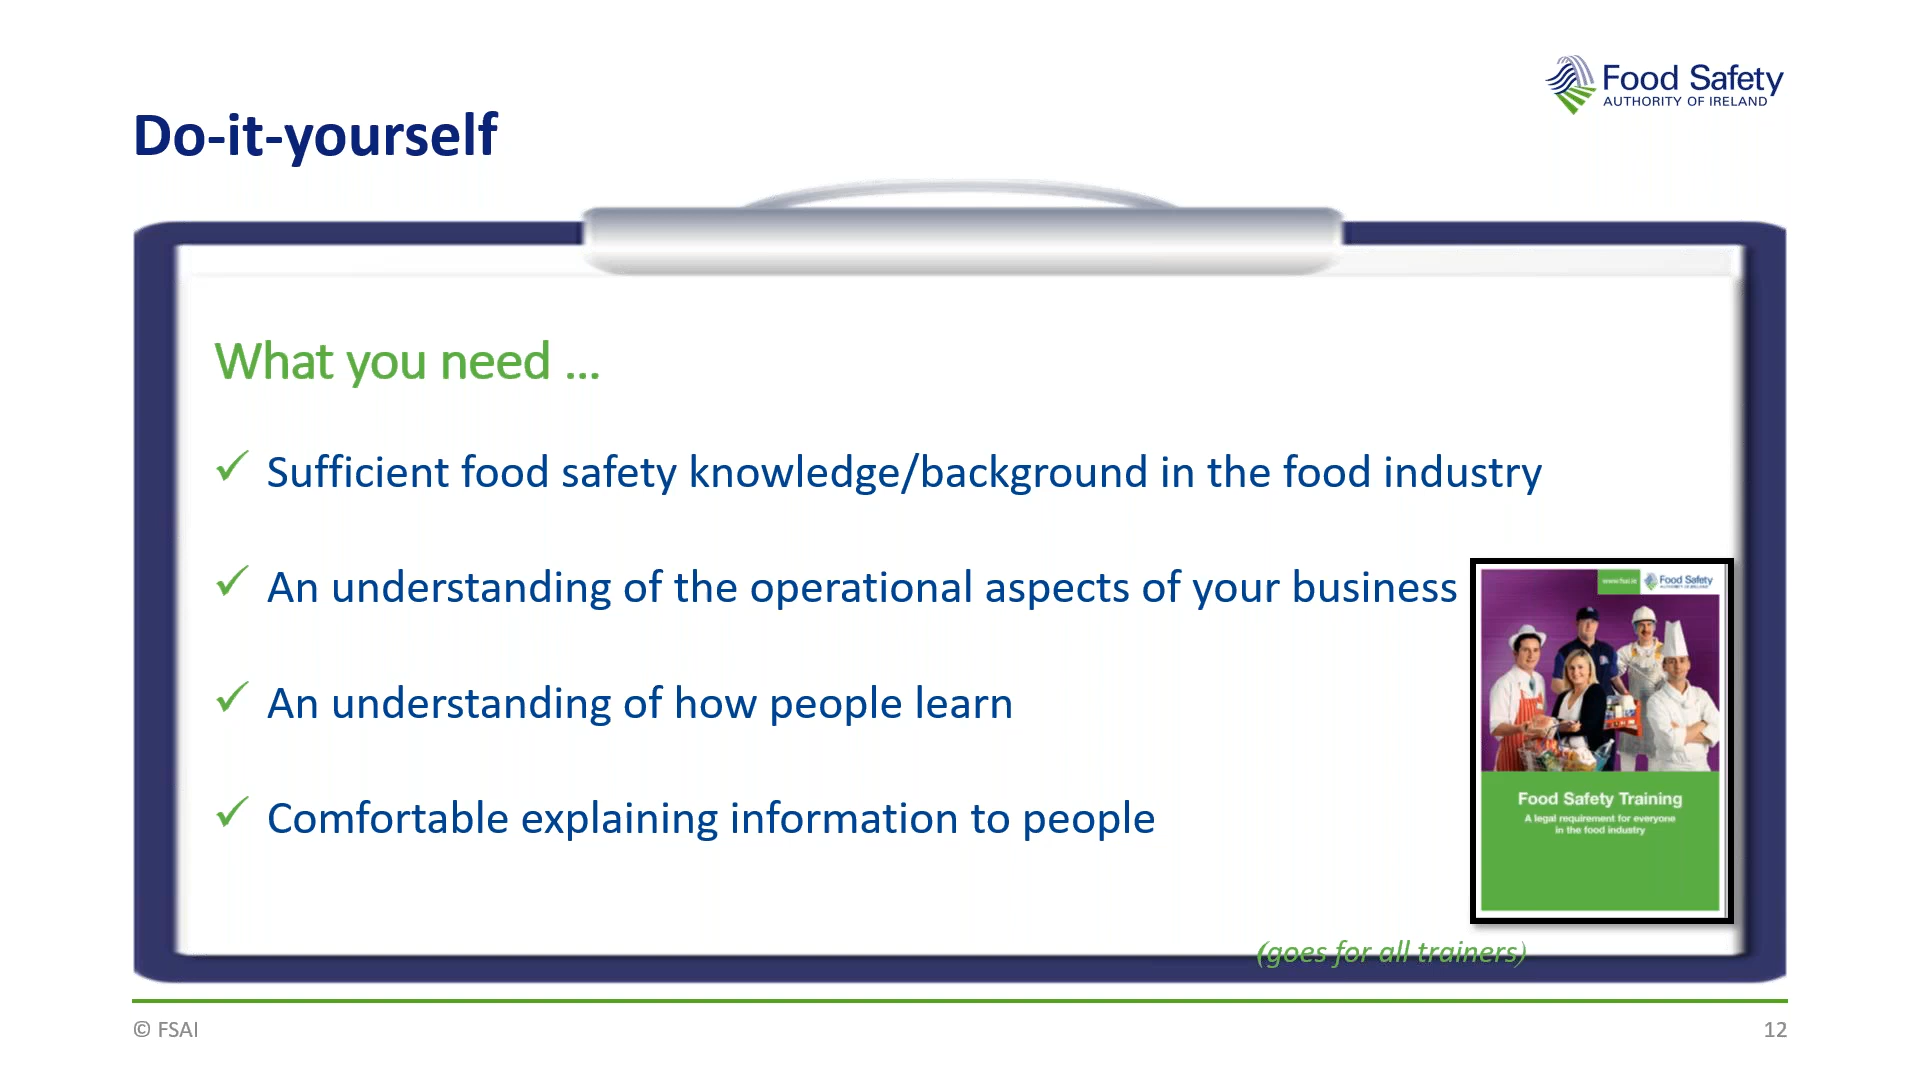 Food Safety
AUTHORITY OF IRELAND
Do-it-yourself
What you need ...
Sufficient food safety knowledge/background in the food industry
An understanding of the operational aspects of your business
An understanding of how people learn
Comfortable explaining information to people
www.fsai.ie
Food Safety
AUTHORITY OF IRELAND
Food Safety Training
A legal requirement for everyone
in the food industry
(goes for all trainers)
© FSAI
12